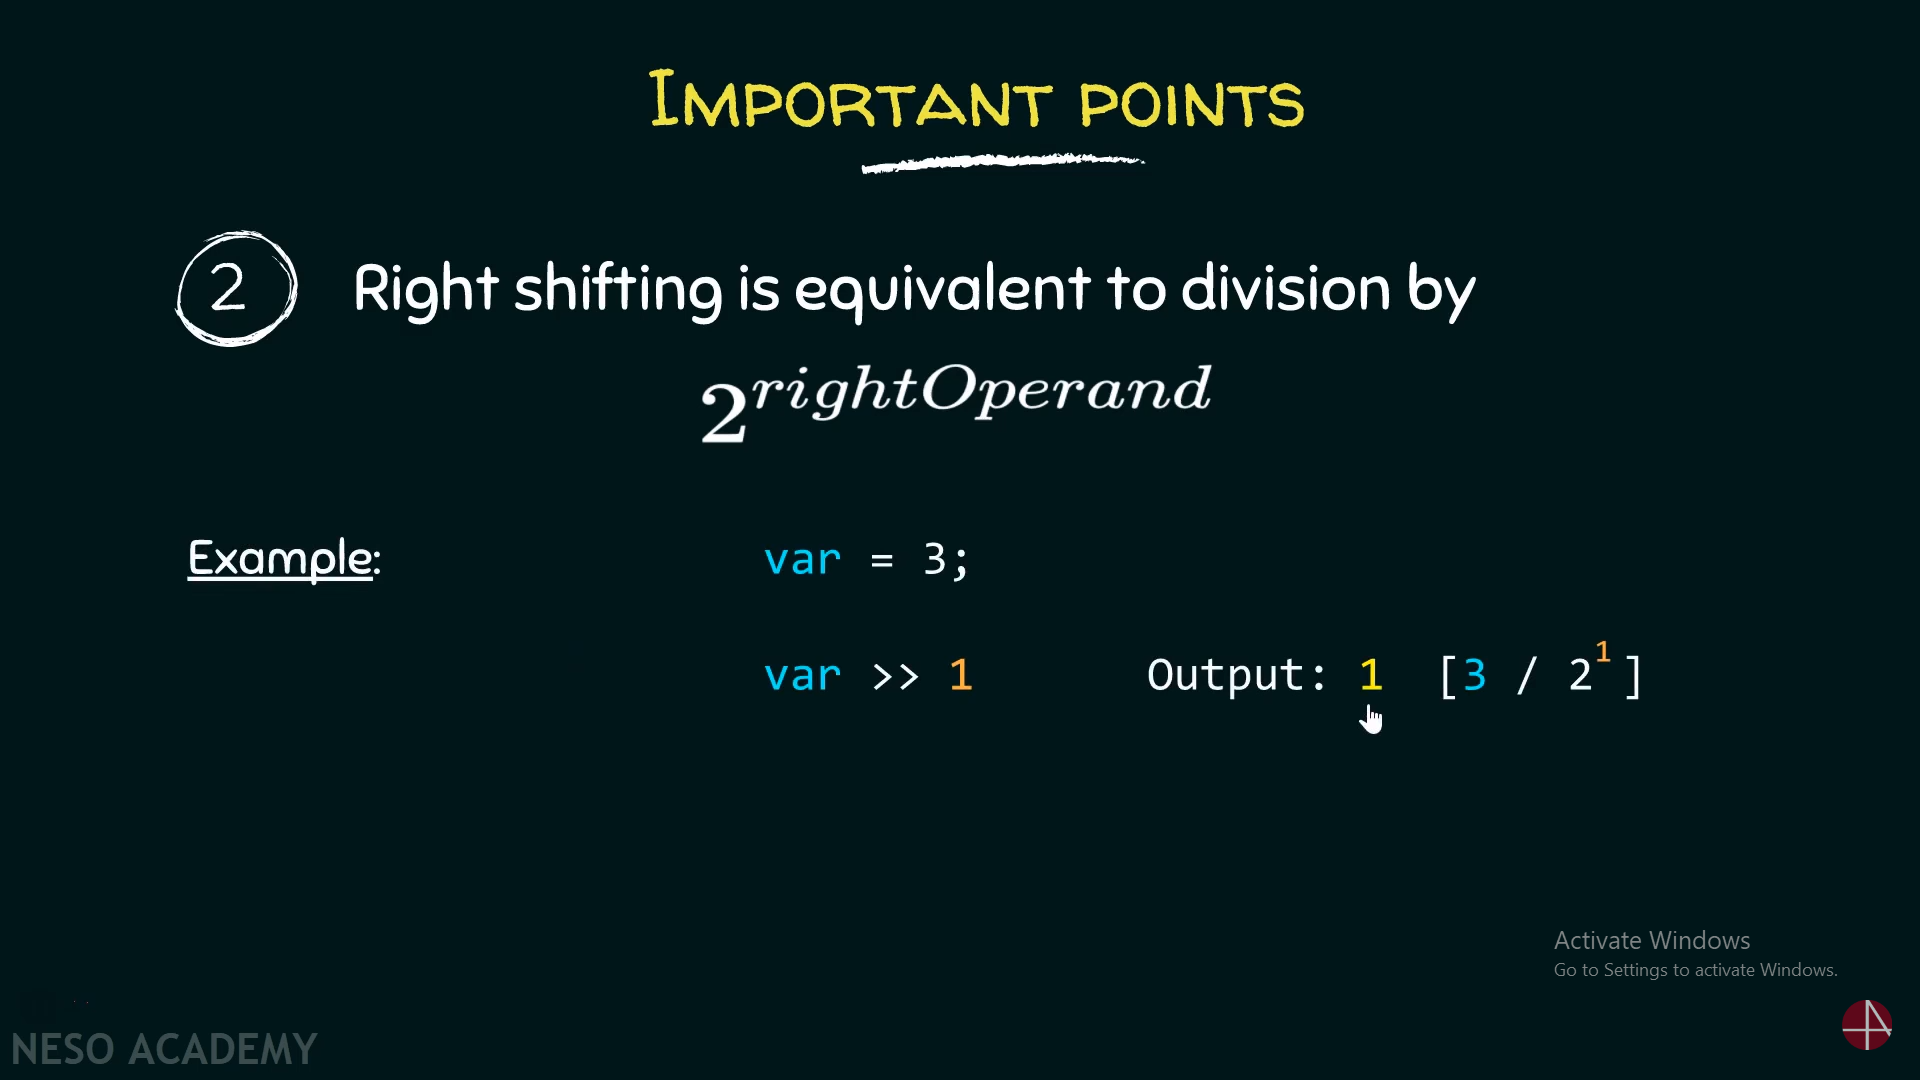 IMPORTANT POINTS
2 Right shifting is equivalent to division by
2^rightOperand
Example: var = 3;
var >> 1 Output: 1 [3 / 2^1]
Activate Windows
Go to Settings to activate Windows.
NESO ACADEMY